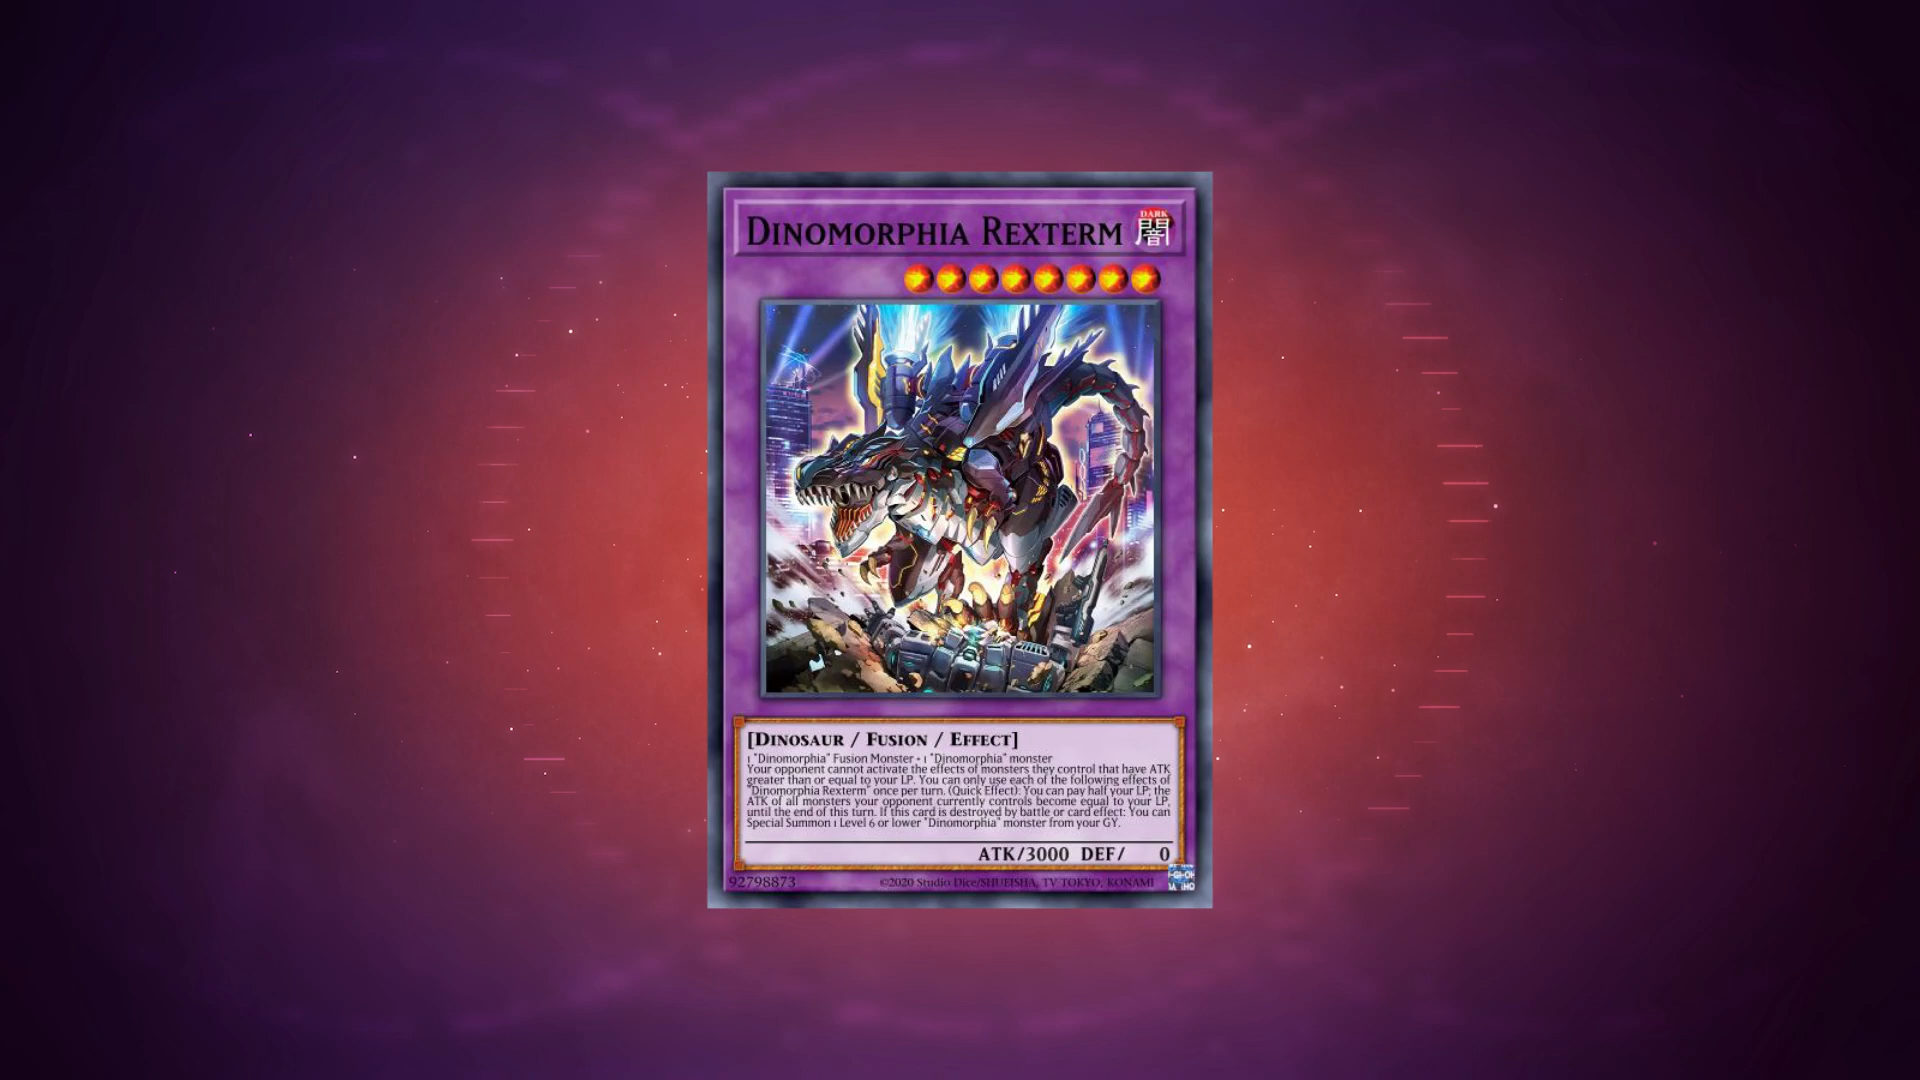 Dinomorphia Rexterm
DARK
闇
[Dinosaur / Fusion / Effect]
1 "Dinomorphia" Fusion Monster + 1 "Dinomorphia" monster
Your opponent cannot activate the effects of monsters they control that have ATK
greater than or equal to your LP. You can only use each of the following effects of
"Dinomorphia Rexterm" once per turn. (Quick Effect): You can pay half your LP; the
ATK of all monsters your opponent currently controls become equal to your LP,
until the end of this turn. If this card is destroyed by battle or card effect: You can
Special Summon 1 Level 6 or lower "Dinomorphia" monster from your GY.
ATK/3000 DEF/ 0
92798873
©2020 Studio Dice/SHUEISHA, TV TOKYO, KONAMI